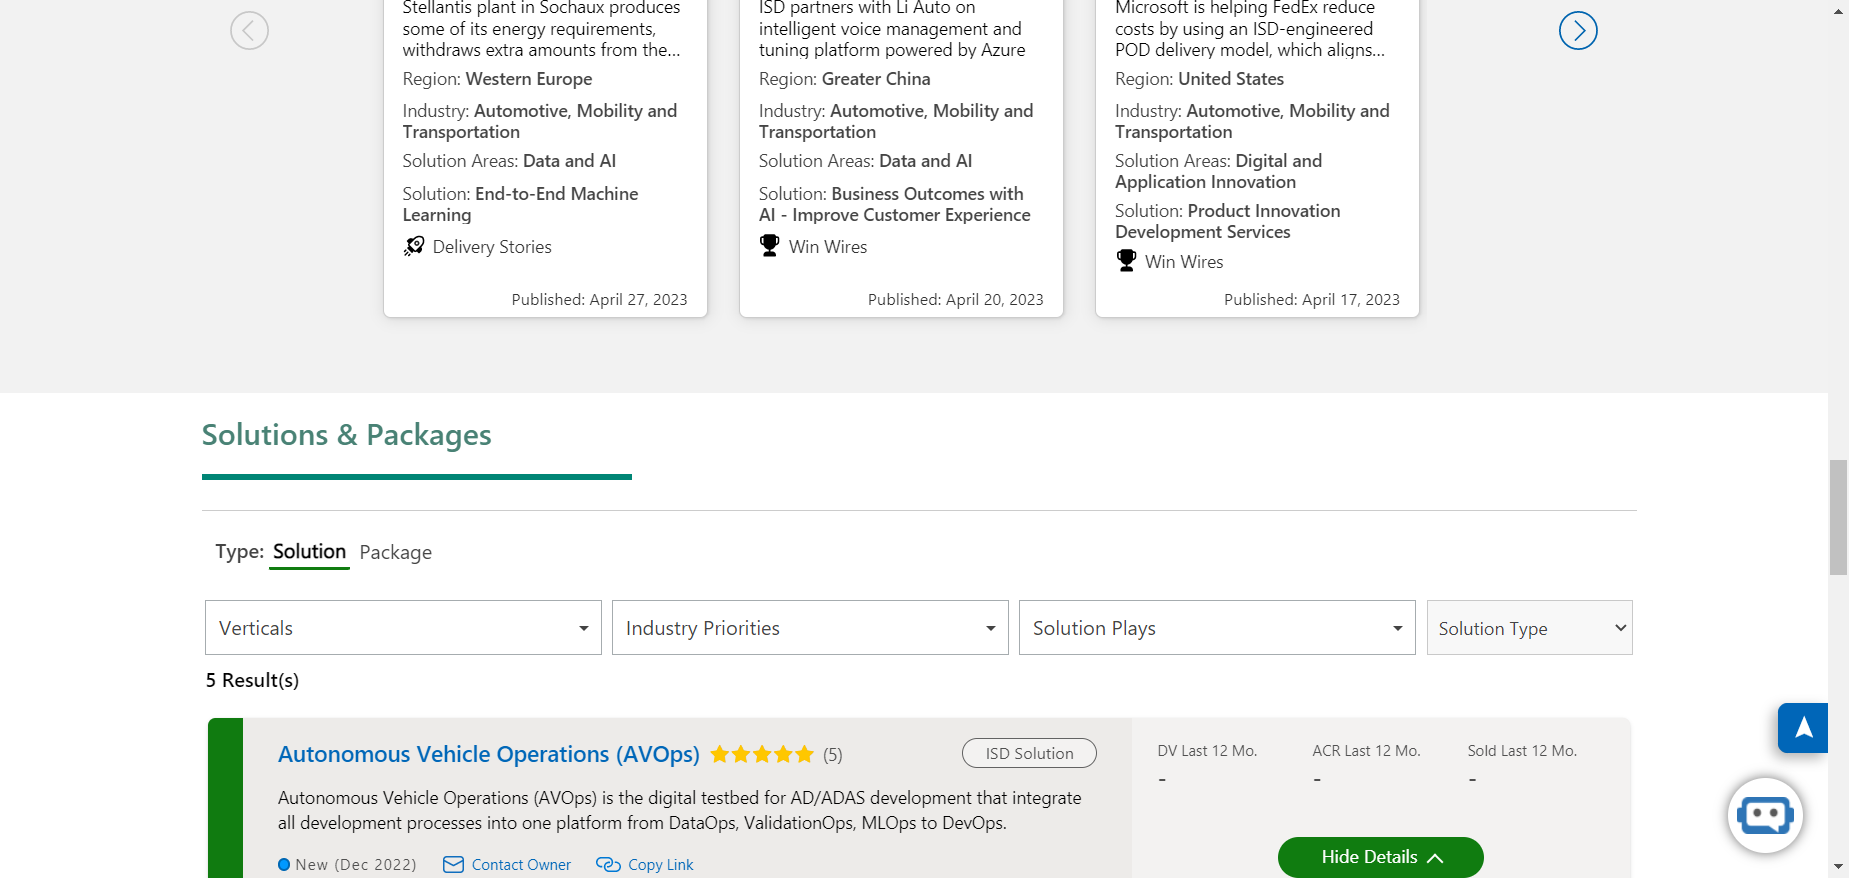 Stellantis plant in Sochaux produces
some of its energy requirements,
withdraws extra amounts from the...
Region: Western Europe
Industry: Automotive, Mobility and
Transportation
Solution Areas: Data and AI
Solution: End-to-End Machine
Learning
Delivery Stories
Published: April 27, 2023
ISD partners with Li Auto on
intelligent voice management and
tuning platform powered by Azure
Region: Greater China
Industry: Automotive, Mobility and
Transportation
Solution Areas: Data and AI
Solution: Business Outcomes with
AI - Improve Customer Experience
Win Wires
Published: April 20, 2023
Microsoft is helping FedEx reduce
costs by using an ISD-engineered
POD delivery model, which aligns...
Region: United States
Industry: Automotive, Mobility and
Transportation
Solution Areas: Digital and
Application Innovation
Solution: Product Innovation
Development Services
Win Wires
Published: April 17, 2023
Solutions & Packages
Type: Solution Package
Verticals Industry Priorities Solution Plays Solution Type
5 Result(s)
Autonomous Vehicle Operations (AVOps) (5) ISD Solution
Autonomous Vehicle Operations (AVOps) is the digital testbed for AD/ADAS development that integrate
all development processes into one platform from DataOps, ValidationOps, MLOps to DevOps.
New (Dec 2022) Contact Owner Copy Link
DV Last 12 Mo. ACR Last 12 Mo. Sold Last 12 Mo.
- - -
Hide Details